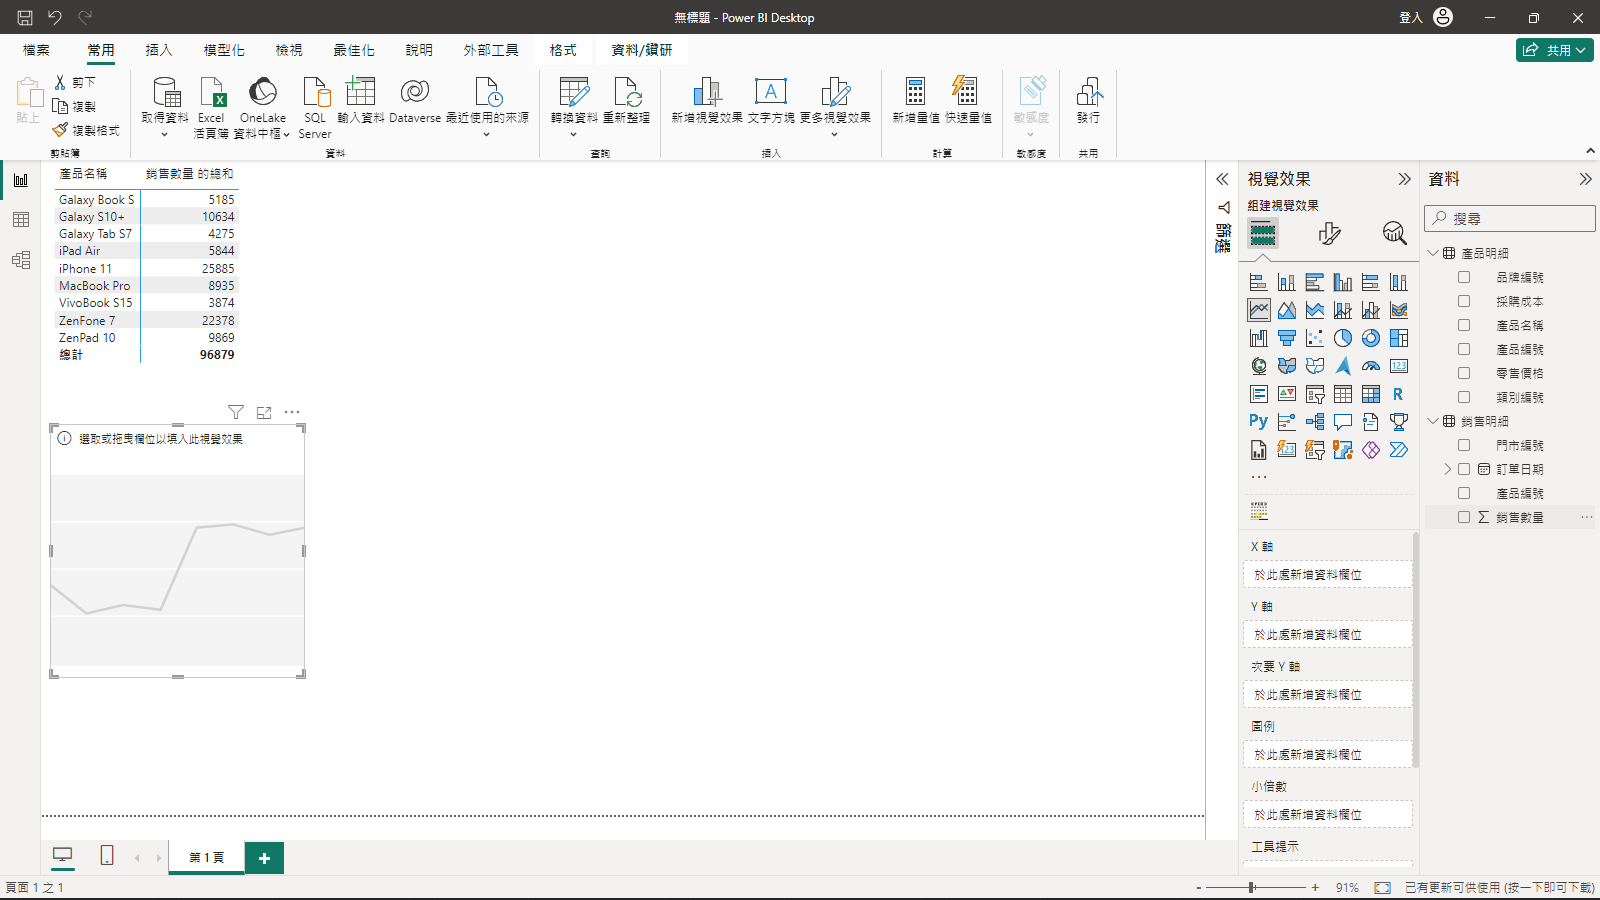 無標題 - Power BI Desktop
登入
檔案 常用 插入 模型化 檢視 最佳化 說明 外部工具 格式 資料/鑽研 共用
貼上
剪下
複製
複製格式
剪貼簿
取得資料
Excel
活頁簿
OneLake
資料中樞
SQL
Server
輸入資料
Dataverse
最近使用的來源
資料
轉換資料
重新整理
查詢
新增視覺效果
文字方塊
更多視覺效果
插入
新增量值
快速量值
計算
敏感度
敏感度
發行
共用
產品名稱 銷售數量 的總和
Galaxy Book S 5185
Galaxy S10+ 10634
Galaxy Tab S7 4275
iPad Air 5844
iPhone 11 25885
MacBook Pro 8935
VivoBook S15 3874
ZenFone 7 22378
ZenPad 10 9869
總計 96879
選取或拖曳欄位以填入此視覺效果
篩選
視覺效果
組建視覺效果
123
R
Py
123
X 軸
於此處新增資料欄位
Y 軸
於此處新增資料欄位
次要 Y 軸
於此處新增資料欄位
圖例
於此處新增資料欄位
小倍數
於此處新增資料欄位
工具提示
資料
搜尋
產品明細
品牌編號
採購成本
產品名稱
產品編號
零售價格
類別編號
銷售明細
門市編號
訂單日期
產品編號
銷售數量
第 1 頁
頁面 1 之 1
- + 91%
已有更新可供使用 (按一下即可下載)